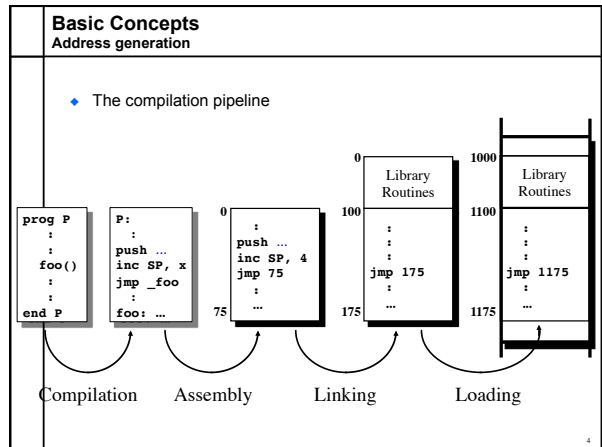 Basic Concepts
Address generation
◆ The compilation pipeline
prog P
:
:
foo()
:
:
end P
P:
:
push ...
inc SP, x
jmp _foo
:
foo: ...
0
75
:
push ...
inc SP, 4
jmp 75
:
...
0
100
175
Library
Routines
:
:
:
jmp 175
:
...
1000
1100
1175
Library
Routines
:
:
:
jmp 1175
:
...
Compilation
Assembly
Linking
Loading
4